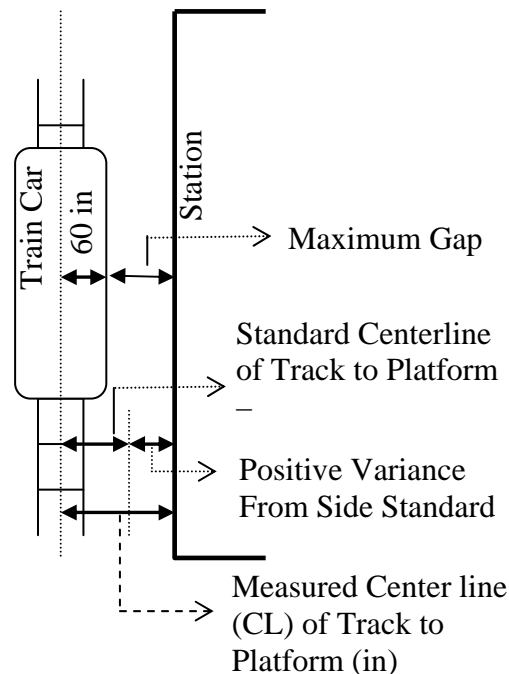 Train Car
60 in
Station
Maximum Gap
Standard Centerline
of Track to Platform
–
Positive Variance
From Side Standard
Measured Center line
(CL) of Track to
Platform (in)